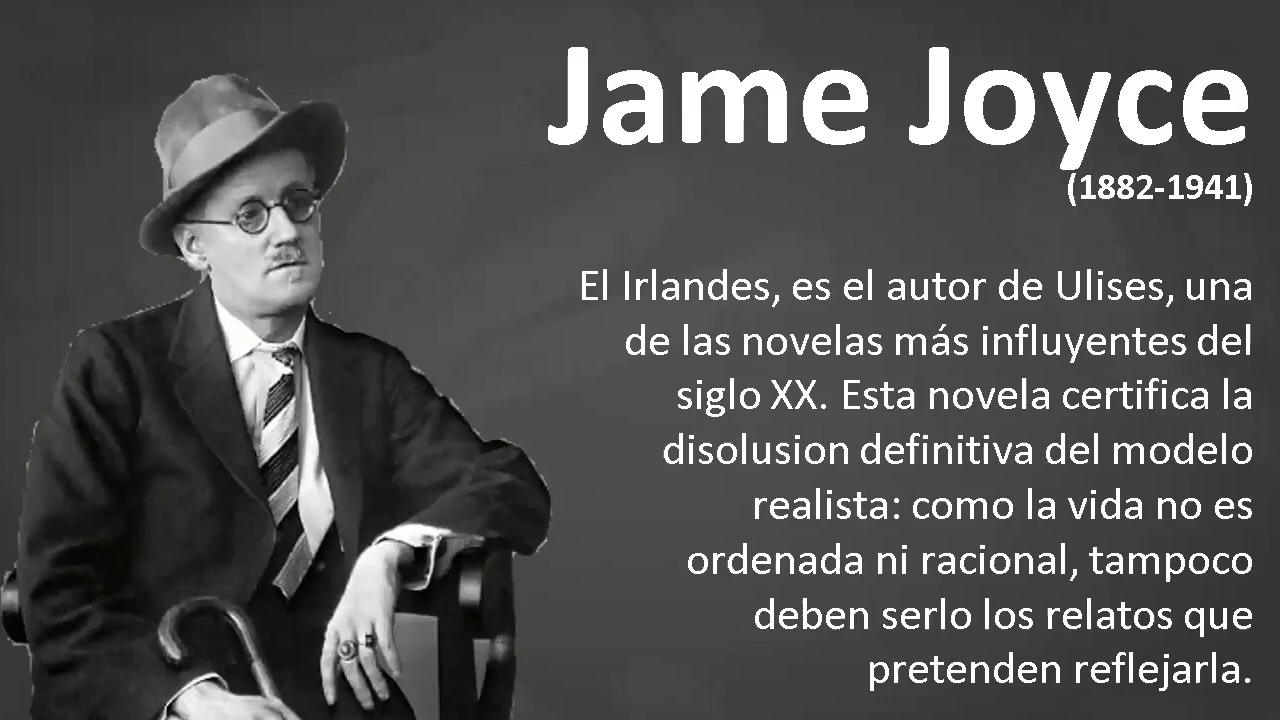 Jame Joyce
(1882-1941)
El Irlandes, es el autor de Ulises, una
de las novelas más influyentes del
siglo XX. Esta novela certifica la
disolusion definitiva del modelo
realista: como la vida no es
ordenada ni racional, tampoco
deben serlo los relatos que
pretenden reflejarla.